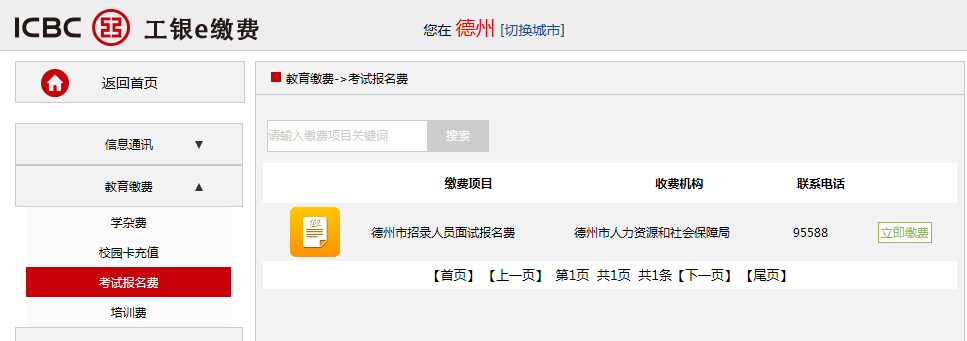 ICBC 工银e缴费
您在 德州 [切换城市]
返回首页
教育缴费->考试报名费
请输入缴费项目关键词 搜索
信息通讯 ▼
教育缴费 ▲
学杂费
校园卡充值
考试报名费
培训费
缴费项目 收费机构 联系电话
德州市招录人员面试报名费 德州市人力资源和社会保障局 95588 立即缴费
【首页】 【上一页】 第1页 共1页 共1条【下一页】 【尾页】